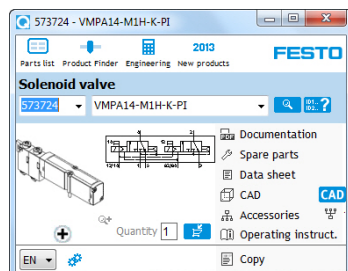 573724 - VMPA14-M1H-K-PI
2013
Parts list Product Finder Engineering New products
FESTO
Solenoid valve
573724 VMPA14-M1H-K-PI
Documentation
Spare parts
Data sheet
CAD CAD
Accessories
Quantity 1
Operating instruct.
EN
Copy